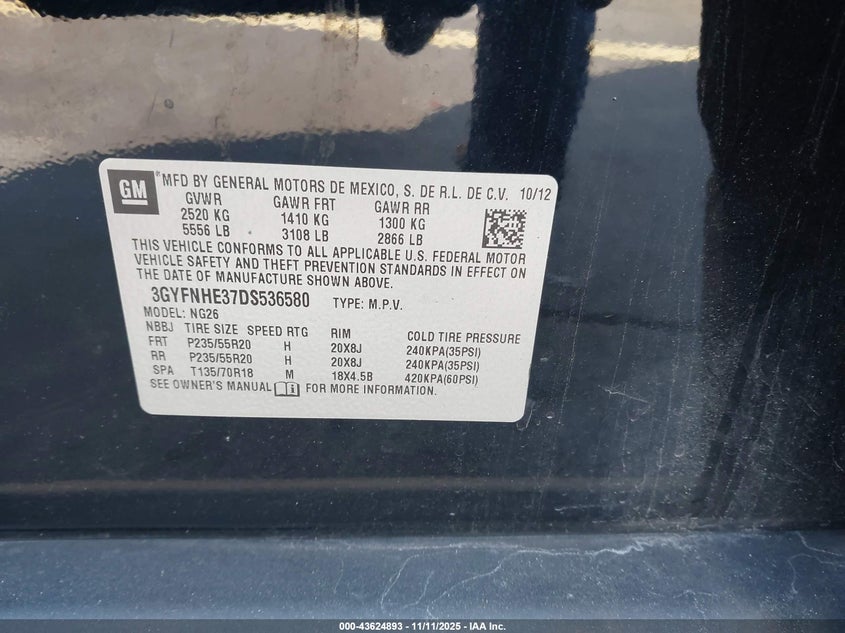 GM ® MFD BY GENERAL MOTORS DE MEXICO, S. DE R.L. DE C.V. 10/12
GVWR GAWR FRT GAWR RR
2520 KG 1410 KG 1300 KG
5556 LB 3108 LB 2866 LB
THIS VEHICLE CONFORMS TO ALL APPLICABLE U.S. FEDERAL MOTOR
VEHICLE SAFETY AND THEFT PREVENTION STANDARDS IN EFFECT ON
THE DATE OF MANUFACTURE SHOWN ABOVE.
3GYFNHE37DS536580 TYPE: M.P.V.
MODEL: NG26
NBBJ TIRE SIZE SPEED RTG RIM COLD TIRE PRESSURE
FRT P235/55R20 H 20X8J 240KPA(35PSI)
RR P235/55R20 H 20X8J 240KPA(35PSI)
SPA T135/70R18 M 18X4.5B 420KPA(60PSI)
SEE OWNER'S MANUAL FOR MORE INFORMATION.
000-43624893 - 11/11/2025 - IAA Inc.